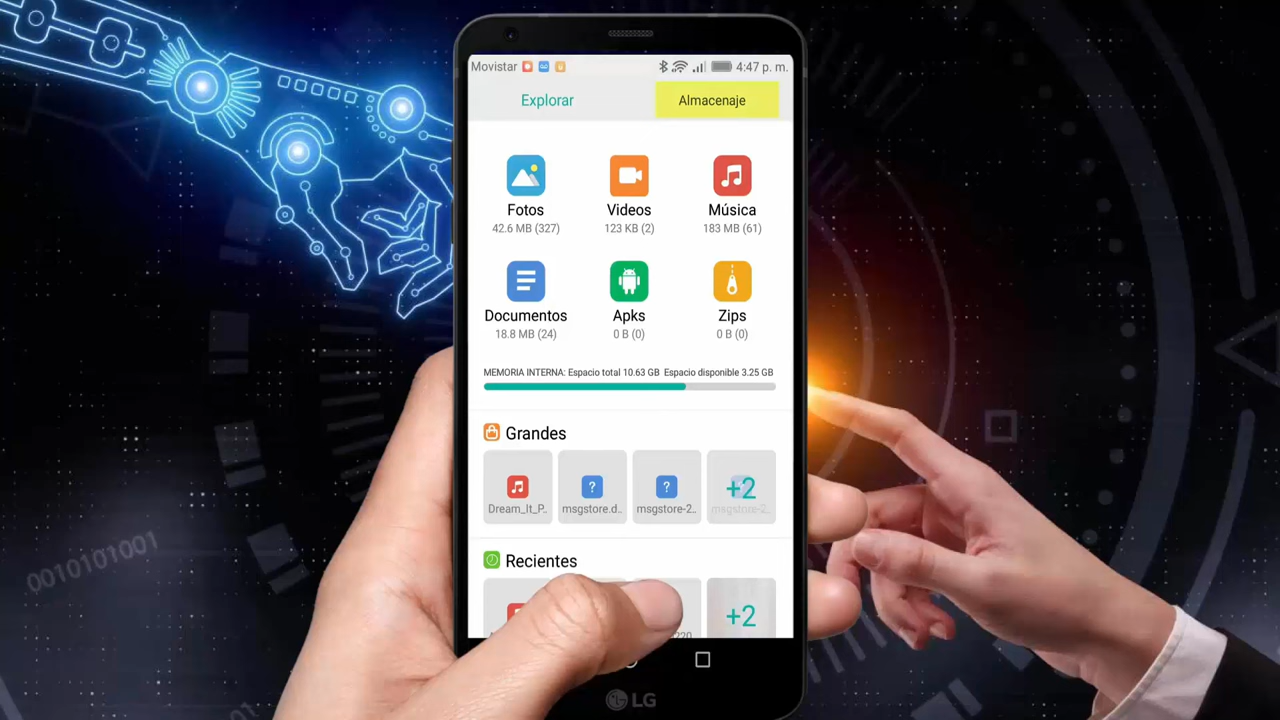 Movistar 4:47 p. m.
Explorar Almacenaje
Fotos Videos Música
42.6 MB (327) 123 KB (2) 183 MB (61)
Documentos Apks Zips
18.8 MB (24) 0 B (0) 0 B (0)
MEMORIA INTERNA: Espacio total 10.63 GB Espacio disponible 3.25 GB
Grandes
+2
Dream_It_P.. msgstore.d.. msgstore-2.. msgstore-2..
Recientes
+2
LG
0010101001